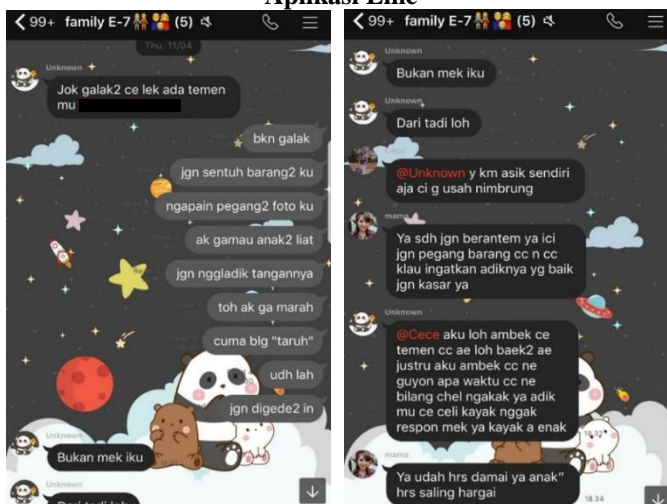 Aplikasi Line
99+ family E-7 (5)
Thu. 11/04
Unknown
Jok galak2 ce lek ada temen
mu
bkn galak
jgn sentuh barang2 ku
ngapain pegang2 foto ku
ak gamau anak2 liat
jgn nggladik tangannya
toh ak ga marah
cuma blg "taruh"
udh lah
jgn digede2 in
Unknown
Bukan mek iku
Unknown
Dari tadi loh
99+ family E-7 (5)
Unknown
Bukan mek iku
Unknown
Dari tadi loh
Cece
@Unknown y km asik sendiri
aja ci g usah nimbrung
mama
Ya sdh jgn berantem ya ici
jgn pegang barang cc n cc
klau ingatkan adiknya yg baik
jgn kasar ya
Unknown
@Cece aku loh ambek ce
temen cc ae loh baek2 ae
justru aku ambek cc ne
guyon apa waktu cc ne
bilang chel ngakak ya adik
mu ce celi kayak nggak
respon mek ya kayak a enak
18.32
mama
Ya udah hrs damai ya anak"
hrs saling hargai
18.34